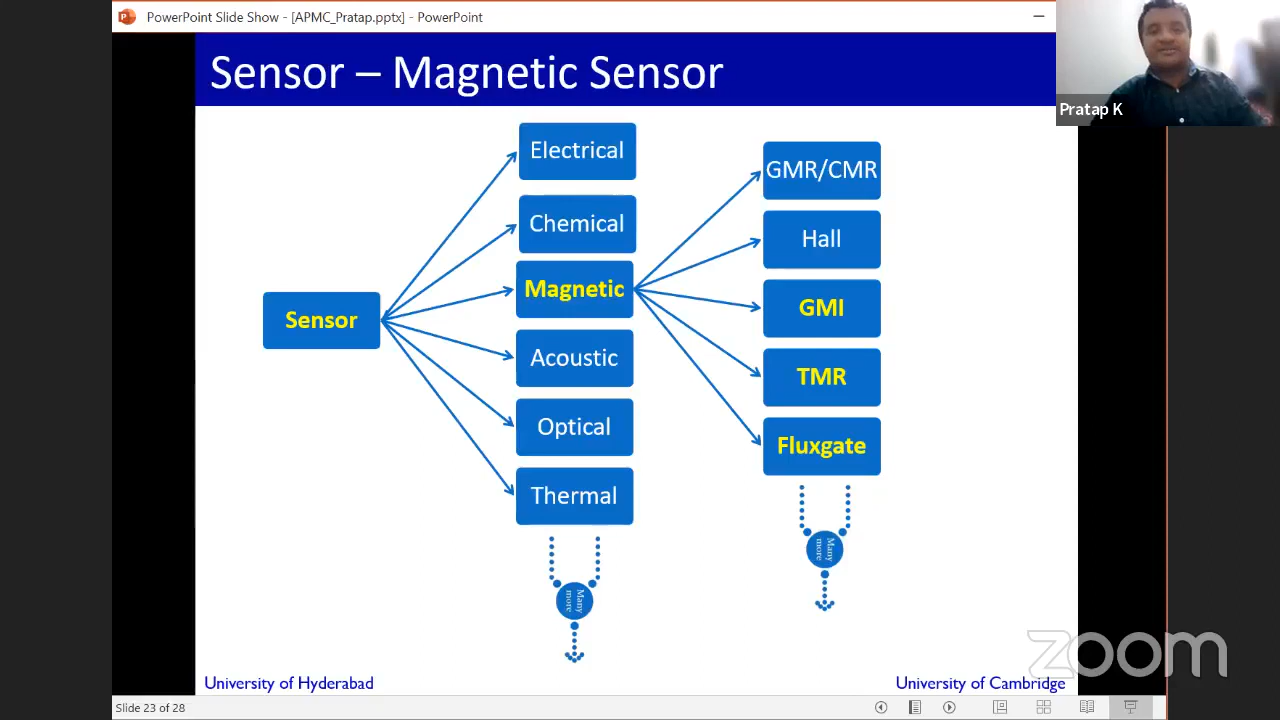 PowerPoint Slide Show - [APMC_Pratap.pptx] - PowerPoint
Sensor – Magnetic Sensor
Pratap K
Sensor
Electrical
Chemical
Magnetic
Acoustic
Optical
Thermal
Many
more
GMR/CMR
Hall
GMI
TMR
Fluxgate
Many
more
zoom
University of Hyderabad
University of Cambridge
Slide 23 of 28